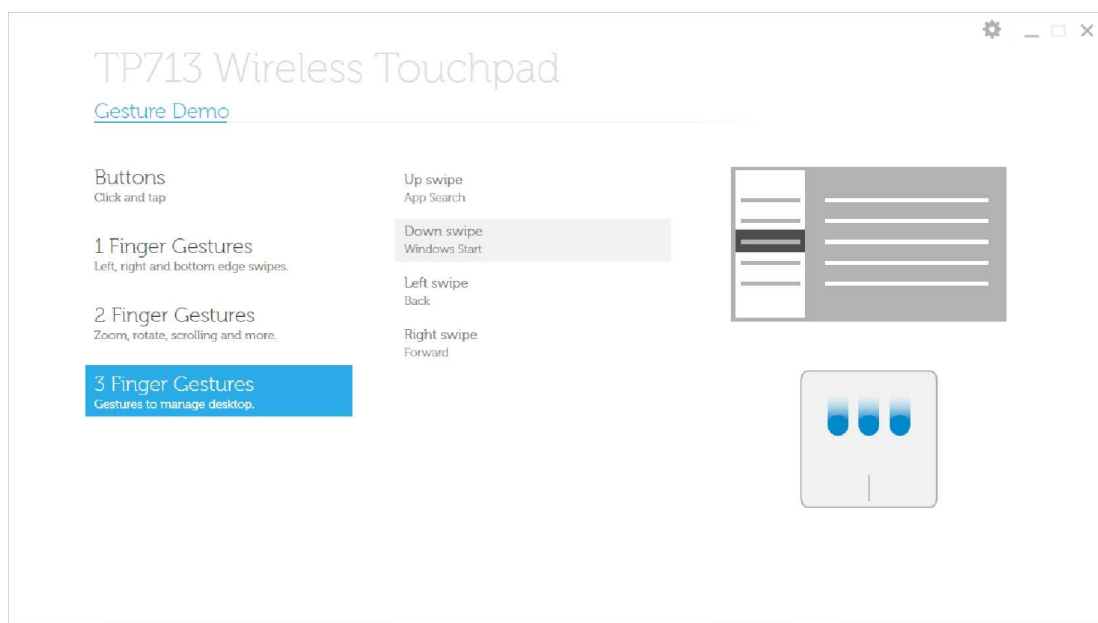 TP713 Wireless Touchpad
Gesture Demo
Buttons
Click and tap
1 Finger Gestures
Left, right and bottom edge swipes.
2 Finger Gestures
Zoom, rotate, scrolling and more.
3 Finger Gestures
Gestures to manage desktop.
Up swipe
App Search
Down swipe
Windows Start
Left swipe
Back
Right swipe
Forward